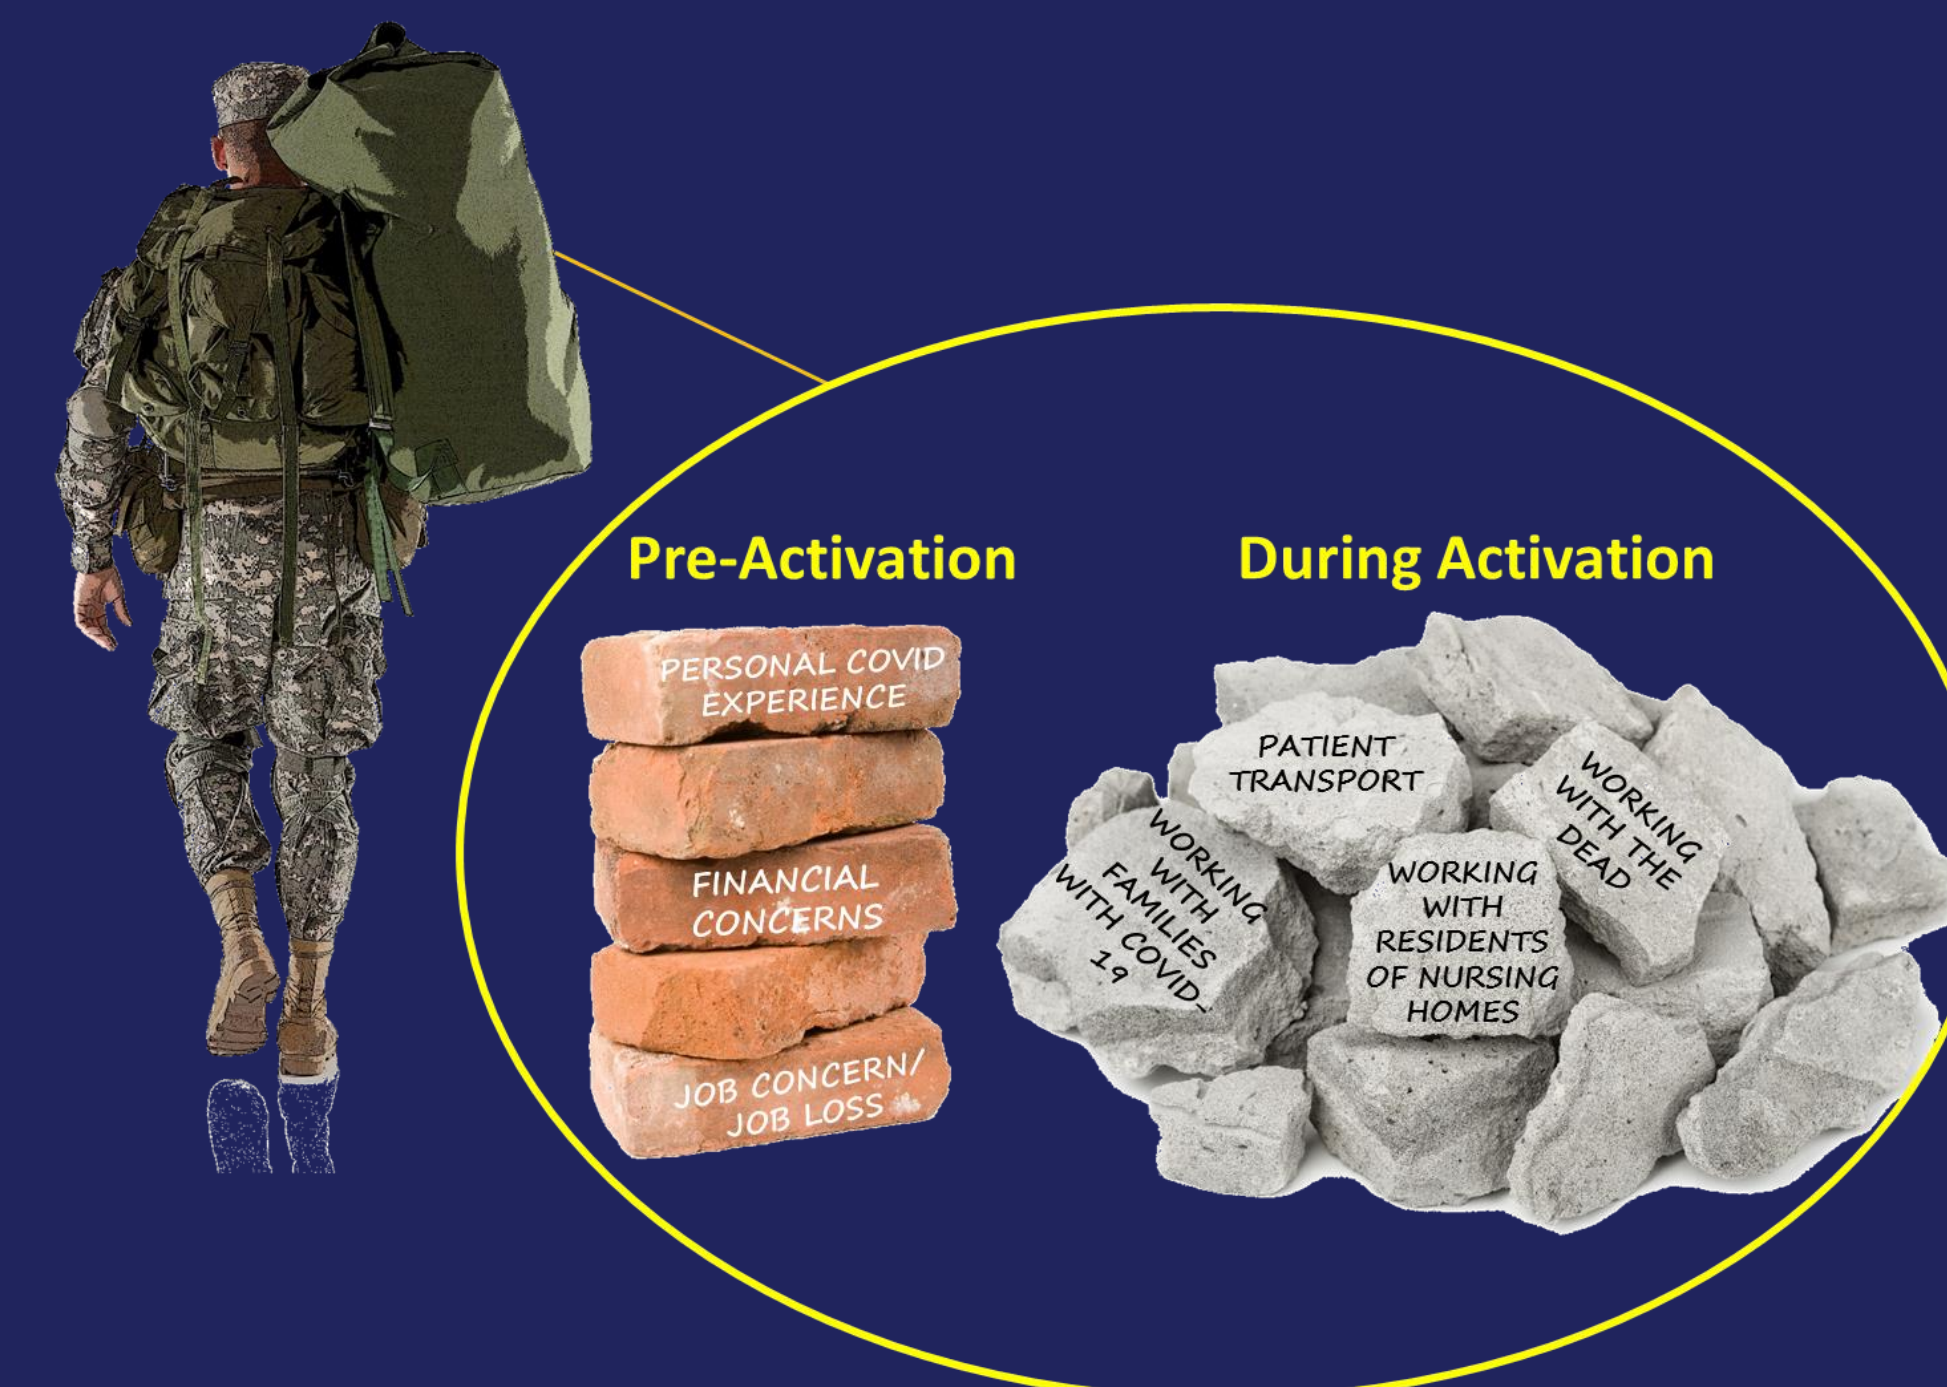 Pre-Activation
During Activation
PERSONAL COVID
EXPERIENCE
FINANCIAL
CONCERNS
JOB CONCERN/
JOB LOSS
PATIENT
TRANSPORT
WORKING
WITH THE
DEAD
WORKING
WITH
FAMILIES
WITH COVID-
19
WORKING
WITH
RESIDENTS
OF NURSING
HOMES